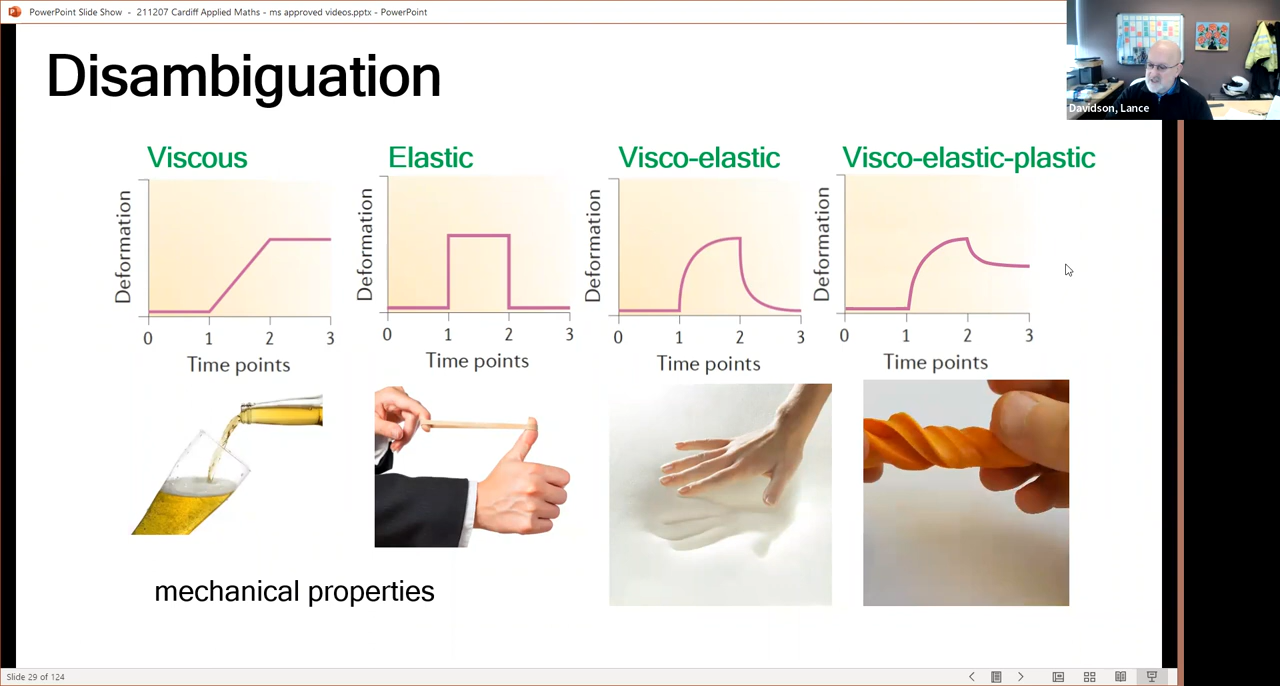 PowerPoint Slide Show - 211207 Cardiff Applied Maths - ms approved videos.pptx - PowerPoint
Davidson, Lance
Disambiguation
Viscous
Deformation
0 1 2 3
Time points
Elastic
Deformation
0 1 2 3
Time points
Visco-elastic
Deformation
0 1 2 3
Time points
Visco-elastic-plastic
Deformation
0 1 2 3
Time points
mechanical properties
Slide 29 of 124